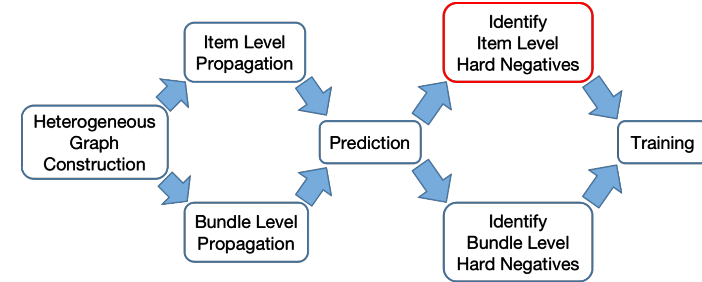 Item Level
Propagation
Identify
Item Level
Hard Negatives
Heterogeneous
Graph
Construction
Prediction
Training
Bundle Level
Propagation
Identify
Bundle Level
Hard Negatives